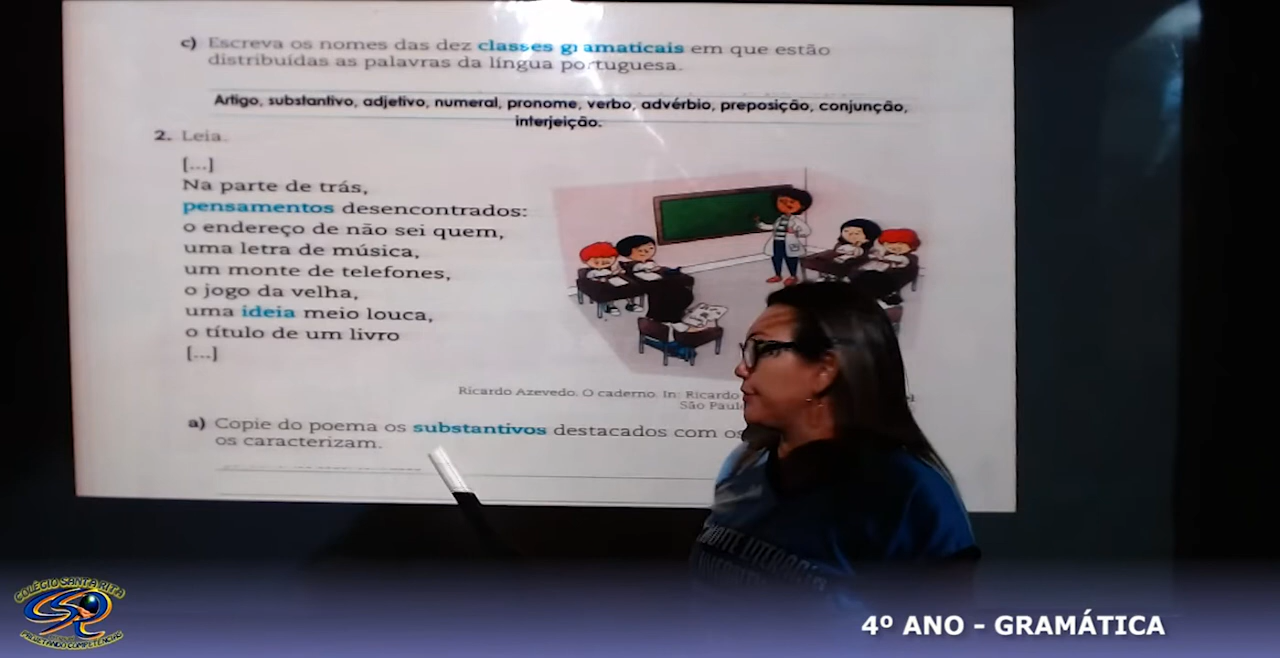 c) Escreva os nomes das dez classes gramaticais em que estão
distribuídas as palavras da língua portuguesa.
Artigo, substantivo, adjetivo, numeral, pronome, verbo, advérbio, preposição, conjunção,
interjeição.
2. Leia.
[...]
Na parte de trás,
pensamentos desencontrados:
o endereço de não sei quem,
uma letra de música,
um monte de telefones,
o jogo da velha,
uma ideia meio louca,
o título de um livro
[...]
Ricardo Azevedo. O caderno. In: Ricardo
São Paulo
a) Copie do poema os substantivos destacados com os
os caracterizam.
COLÉGIO SANTA RITA
PROJETANDO COMPETÊNCIAS
4º ANO - GRAMÁTICA